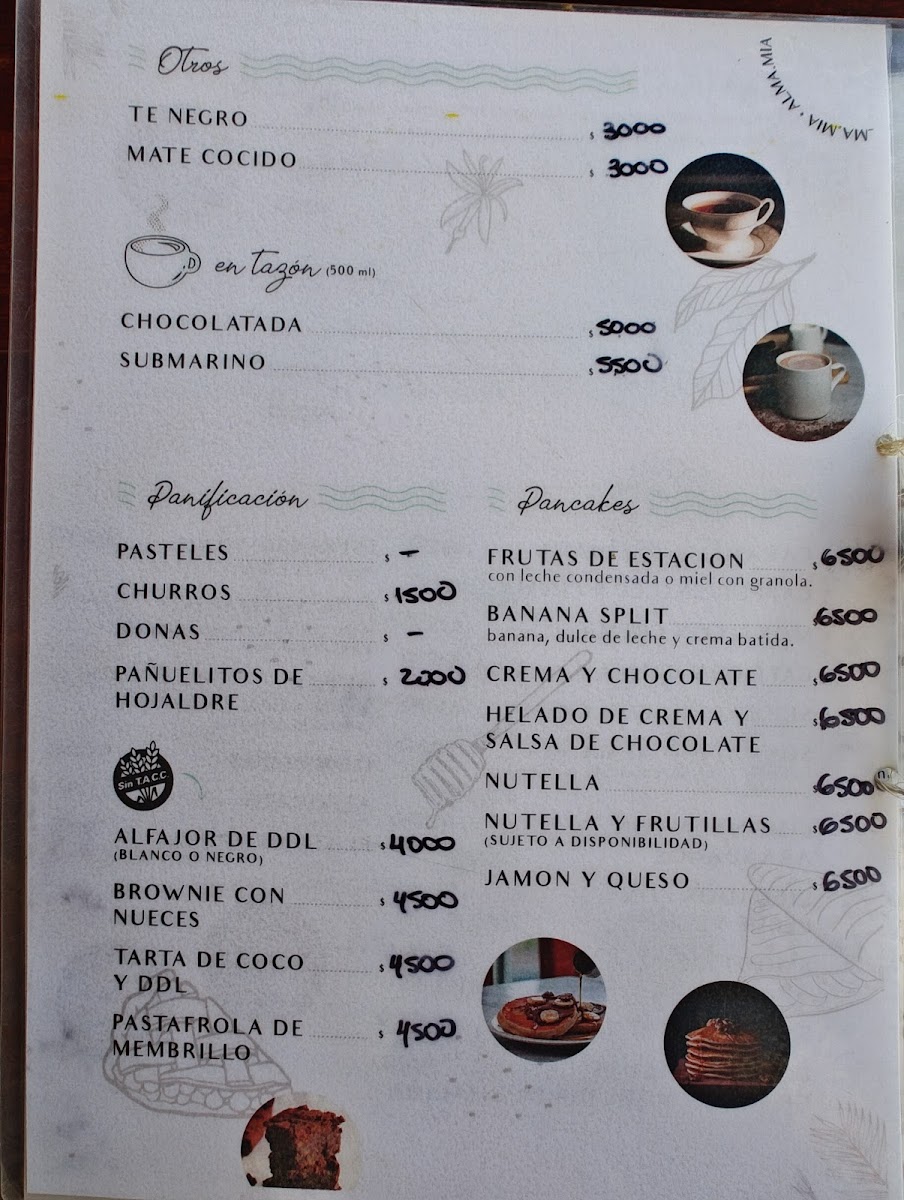 Otros
MA.MIA · ALMA.MIA
TE NEGRO $ 3000
MATE COCIDO $ 3000
en tazón (500 ml)
CHOCOLATADA $ 5000
SUBMARINO $ 5500
Panificación
PASTELES $ -
CHURROS $ 1500
DONAS $ -
PAÑUELITOS DE $ 2000
HOJALDRE
Sin T.A.C.C
ALFAJOR DE DDL $ 4000
(BLANCO O NEGRO)
BROWNIE CON $ 4500
NUECES
TARTA DE COCO $ 4500
Y DDL
PASTAFROLA DE $ 4500
MEMBRILLO
Pancakes
FRUTAS DE ESTACION $ 6500
con leche condensada o miel con granola.
BANANA SPLIT $ 6500
banana, dulce de leche y crema batida.
CREMA Y CHOCOLATE $ 6500
HELADO DE CREMA Y $ 6500
SALSA DE CHOCOLATE
NUTELLA $ 6500
NUTELLA Y FRUTILLAS $ 6500
(SUJETO A DISPONIBILIDAD)
JAMON Y QUESO $ 6500